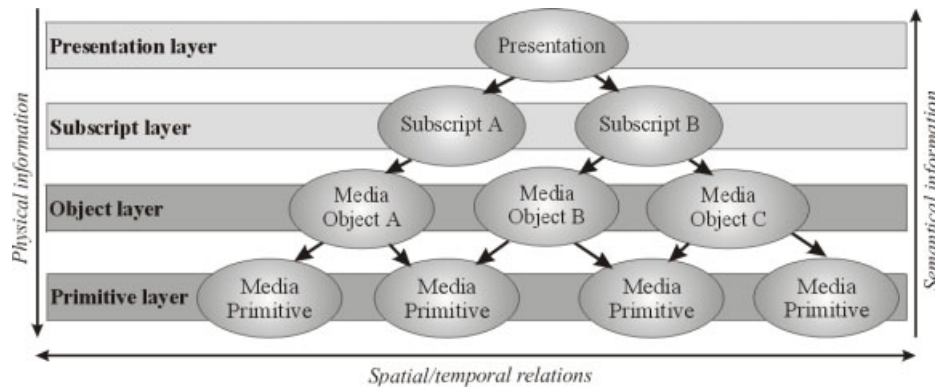 Presentation layer
Presentation
Subscript layer
Subscript A
Subscript B
Object layer
Media
Object A
Media
Object B
Media
Object C
Primitive layer
Media
Primitive
Media
Primitive
Media
Primitive
Media
Primitive
Physical information
Semantical information
Spatial/temporal relations